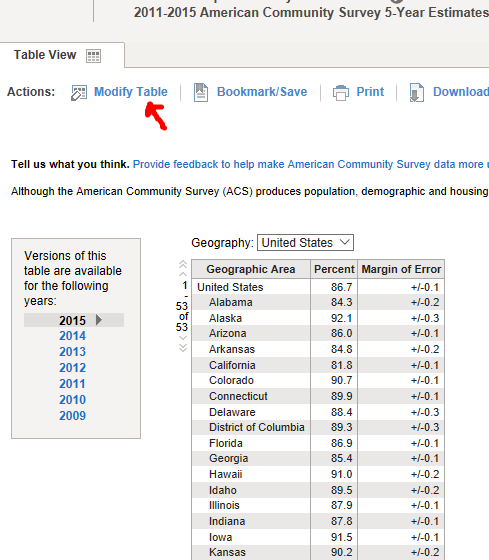 2011-2015 American Community Survey 5-Year Estimates
Table View
Actions: Modify Table Bookmark/Save Print Download
Tell us what you think. Provide feedback to help make American Community Survey data more
Although the American Community Survey (ACS) produces population, demographic and housing
Versions of this
table are available
for the following
years:
2015
2014
2013
2012
2011
2010
2009
Geography: United States
1
-
53
of
53
Geographic Area Percent Margin of Error
United States 86.7 +/-0.1
Alabama 84.3 +/-0.2
Alaska 92.1 +/-0.3
Arizona 86.0 +/-0.1
Arkansas 84.8 +/-0.2
California 81.8 +/-0.1
Colorado 90.7 +/-0.1
Connecticut 89.9 +/-0.1
Delaware 88.4 +/-0.3
District of Columbia 89.3 +/-0.3
Florida 86.9 +/-0.1
Georgia 85.4 +/-0.1
Hawaii 91.0 +/-0.2
Idaho 89.5 +/-0.2
Illinois 87.9 +/-0.1
Indiana 87.8 +/-0.1
Iowa 91.5 +/-0.1
Kansas 90.2 +/-0.2